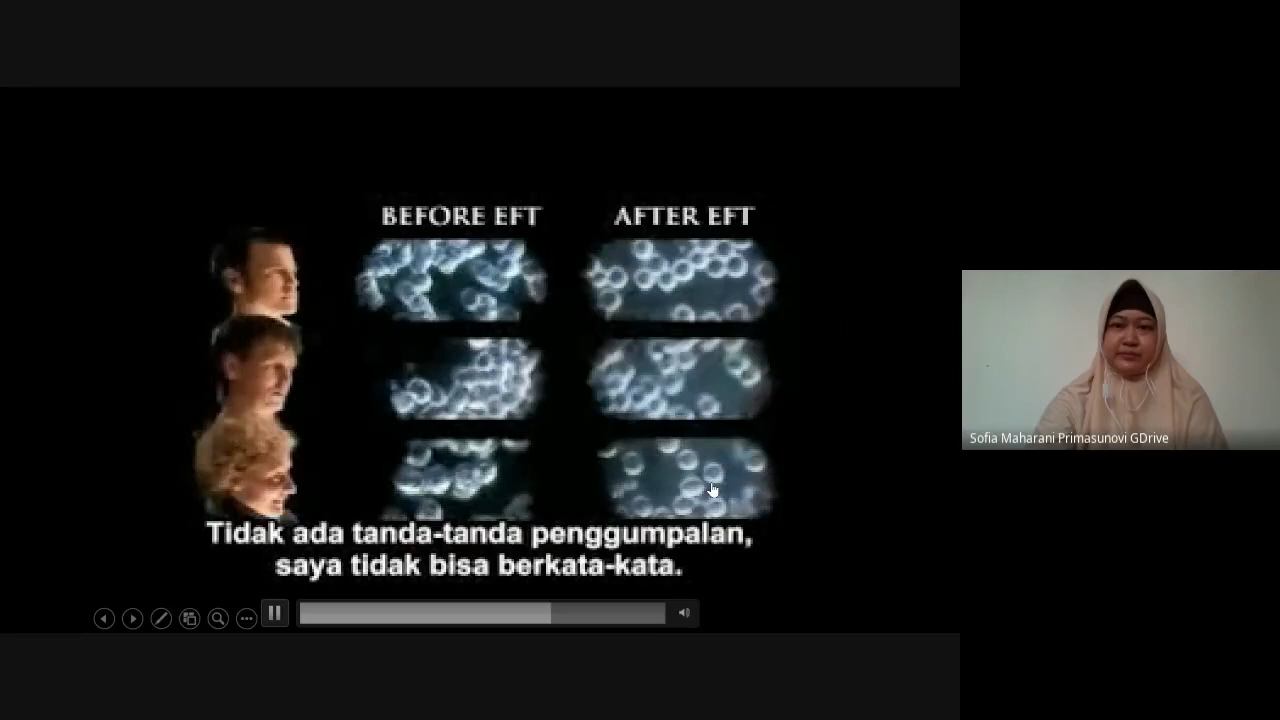 BEFORE EFT
AFTER EFT
Tidak ada tanda-tanda penggumpalan,
saya tidak bisa berkata-kata.
Sofia Maharani Primasunovi GDrive